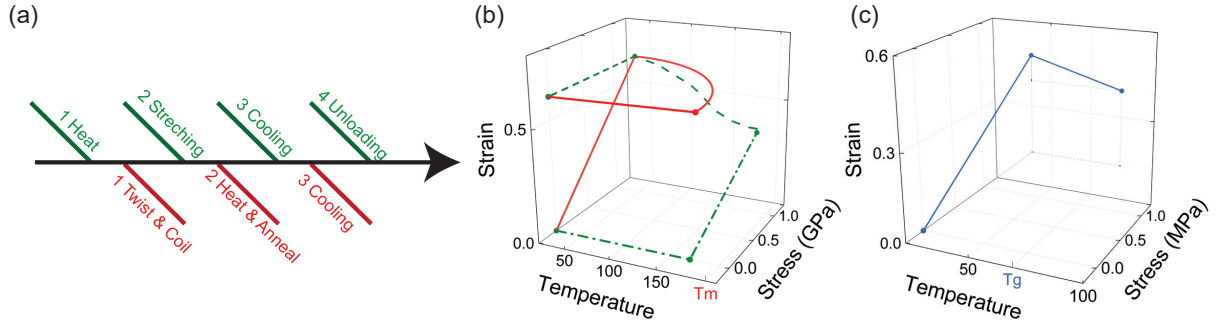 (a)
1 Heat
2 Streching
3 Cooling
4 Unloading
1 Twist & Coil
2 Heat & Anneal
3 Cooling
(b)
Strain
0.5
0.0
50
100
150
Tm
Temperature
0.0
0.5
1.0
Stress (GPa)
(c)
Strain
0.6
0.3
0.0
50
Tg
100
Temperature
0.0
0.5
1.0
Stress (MPa)